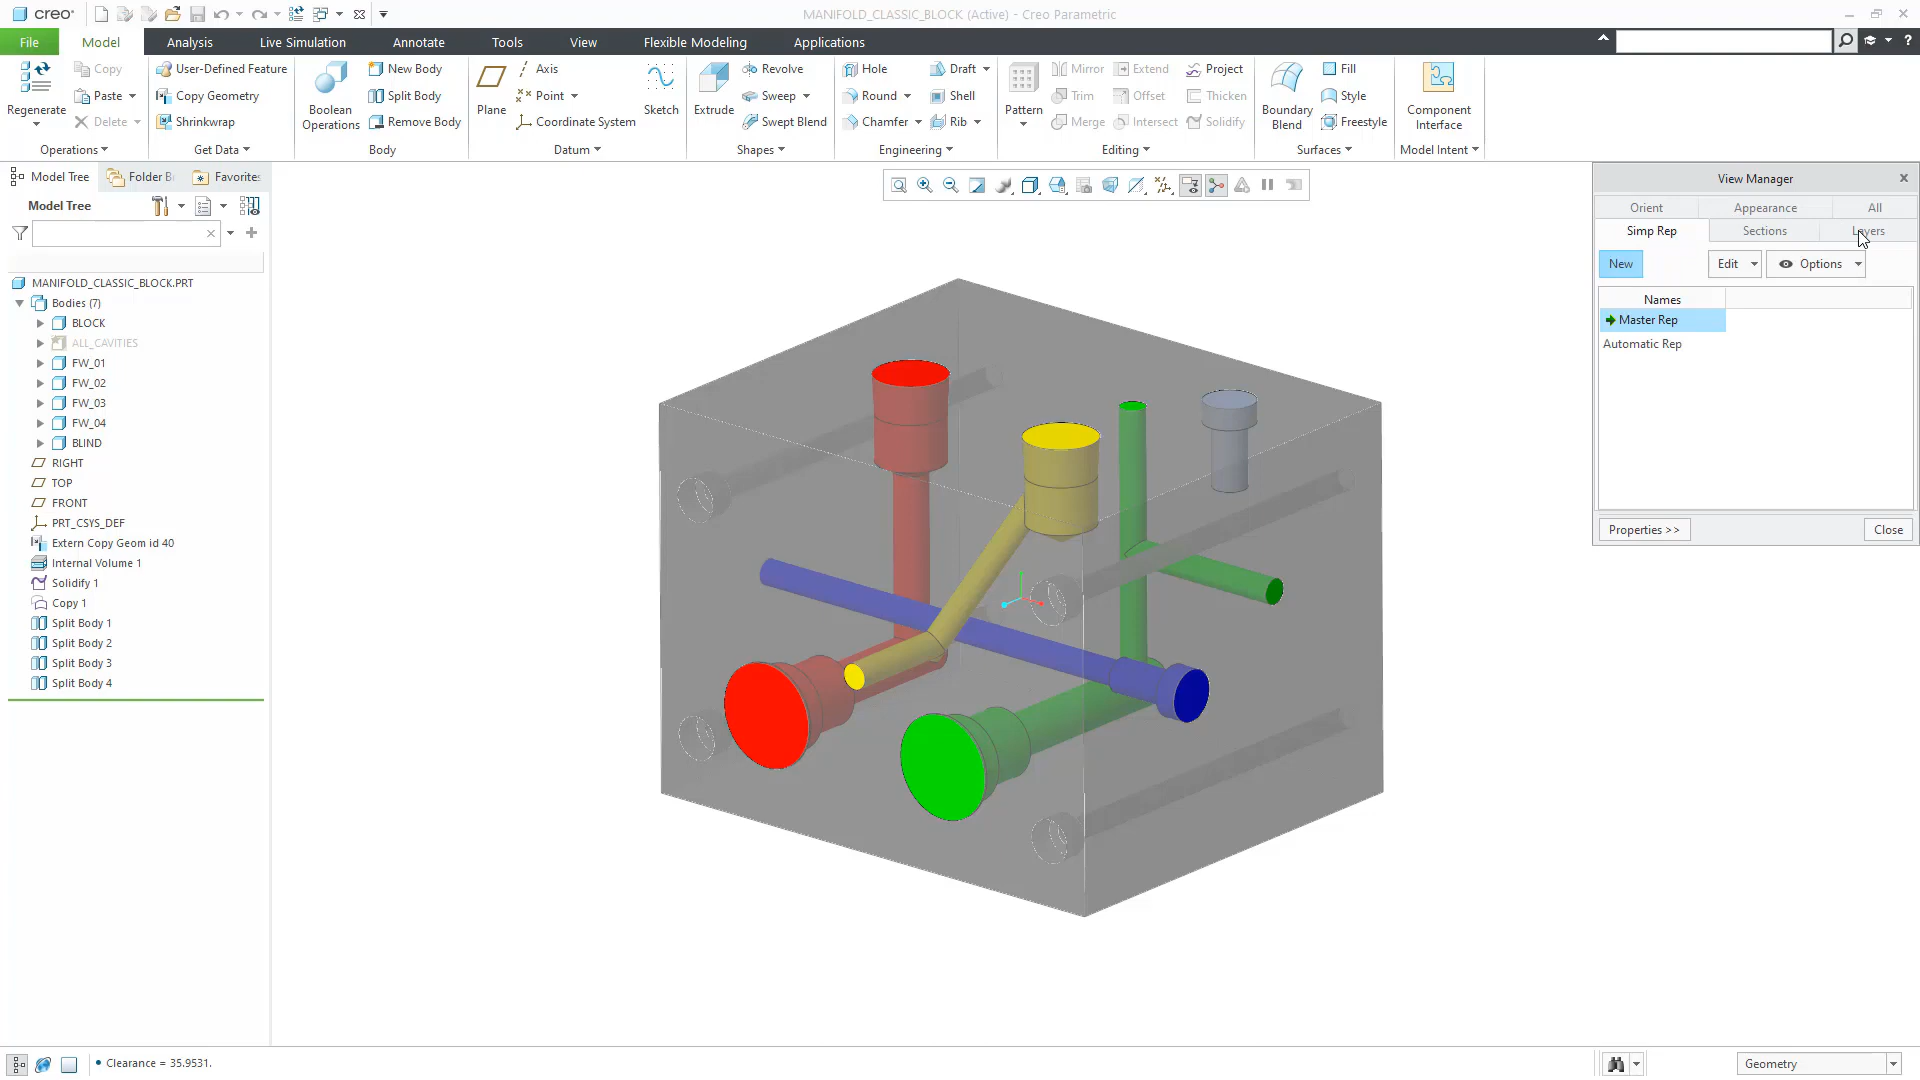 creo®
MANIFOLD_CLASSIC_BLOCK (Active) - Creo Parametric
File Model Analysis Live Simulation Annotate Tools View Flexible Modeling Applications
Regenerate
Copy
Paste
Delete
Operations
User-Defined Feature
Copy Geometry
Shrinkwrap
Get Data
Boolean Operations
New Body
Split Body
Remove Body
Body
Plane
Axis
Point
Coordinate System
Sketch
Datum
Extrude
Revolve
Sweep
Swept Blend
Shapes
Hole
Round
Chamfer
Draft
Shell
Rib
Engineering
Pattern
Mirror
Trim
Merge
Extend
Offset
Intersect
Project
Thicken
Solidify
Editing
Boundary Blend
Fill
Style
Freestyle
Surfaces
Component Interface
Model Intent
Model Tree Folder B Favorites
Model Tree
MANIFOLD_CLASSIC_BLOCK.PRT
Bodies (7)
BLOCK
ALL_CAVITIES
FW_01
FW_02
FW_03
FW_04
BLIND
RIGHT
TOP
FRONT
PRT_CSYS_DEF
Extern Copy Geom id 40
Internal Volume 1
Solidify 1
Copy 1
Split Body 1
Split Body 2
Split Body 3
Split Body 4
View Manager
Orient Appearance All
Simp Rep Sections Layers
New Edit Options
Names
Master Rep
Automatic Rep
Properties >> Close
• Clearance = 35.9531.
Geometry